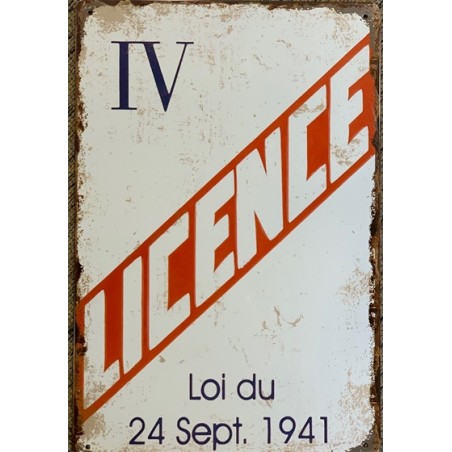 IV
LICENCE
Loi du
24 Sept. 1941